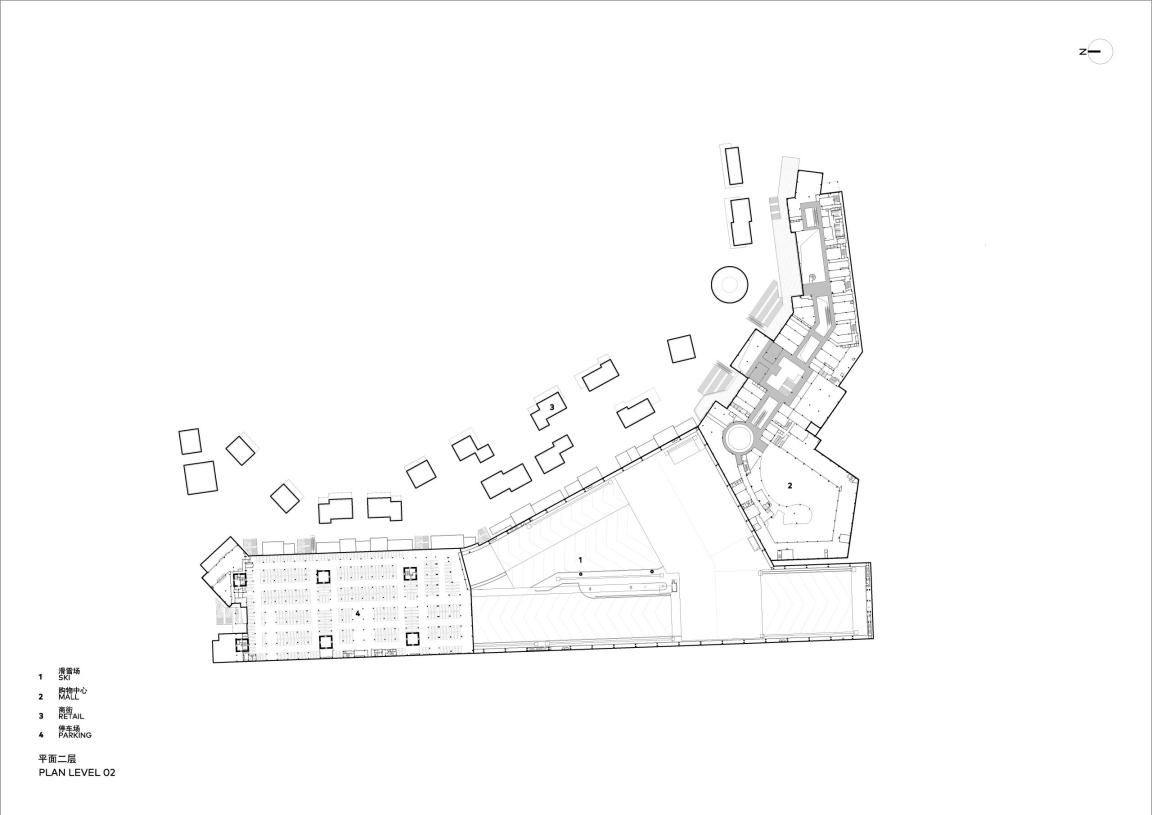 N
3
2
1
4
1 滑雪场
SKI
2 购物中心
MALL
3 商街
RETAIL
4 停车场
PARKING
平面二层
PLAN LEVEL 02